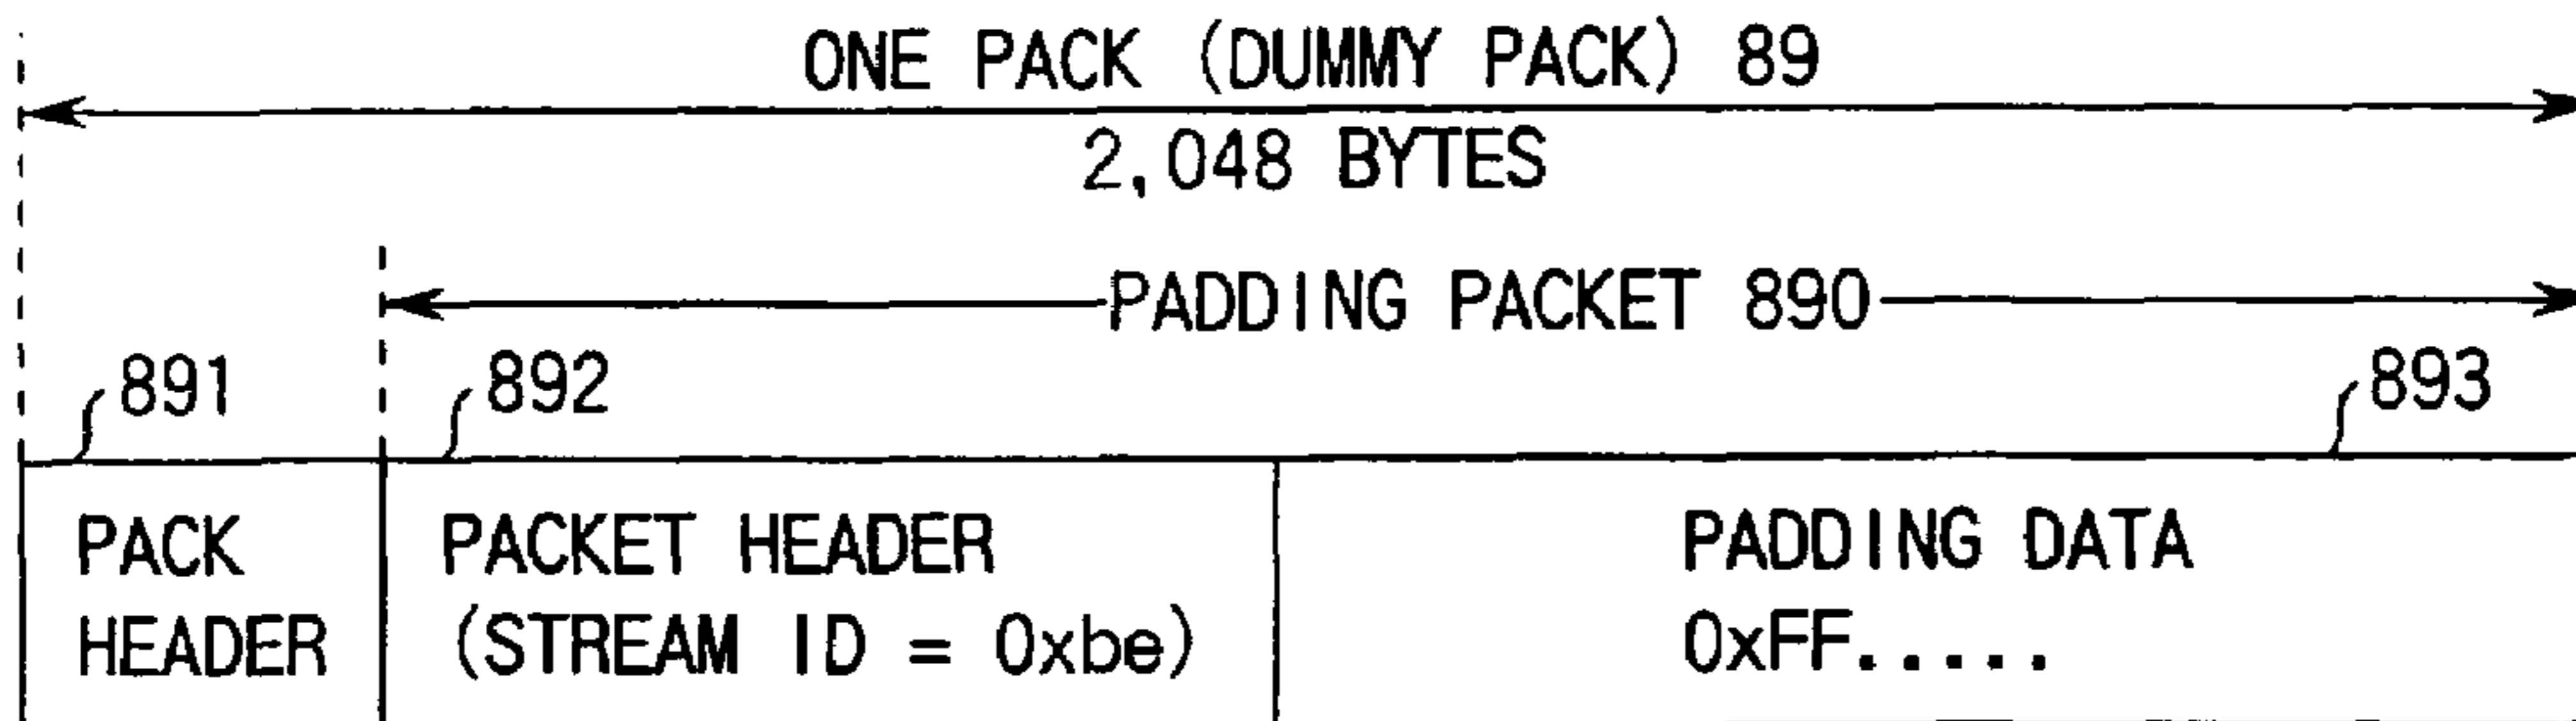 ONE PACK (DUMMY PACK) 89
2,048 BYTES
PADDING PACKET 890
891
892
893
PACK
HEADER
PACKET HEADER
(STREAM ID = 0xbe)
PADDING DATA
0xFF.....